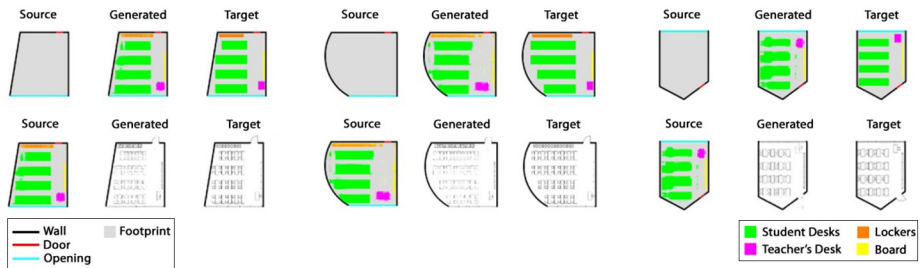 Source Generated Target Source Generated Target Source Generated Target
Source Generated Target Source Generated Target Source Generated Target
Wall Footprint
Door
Opening
Student Desks Lockers
Teacher's Desk Board